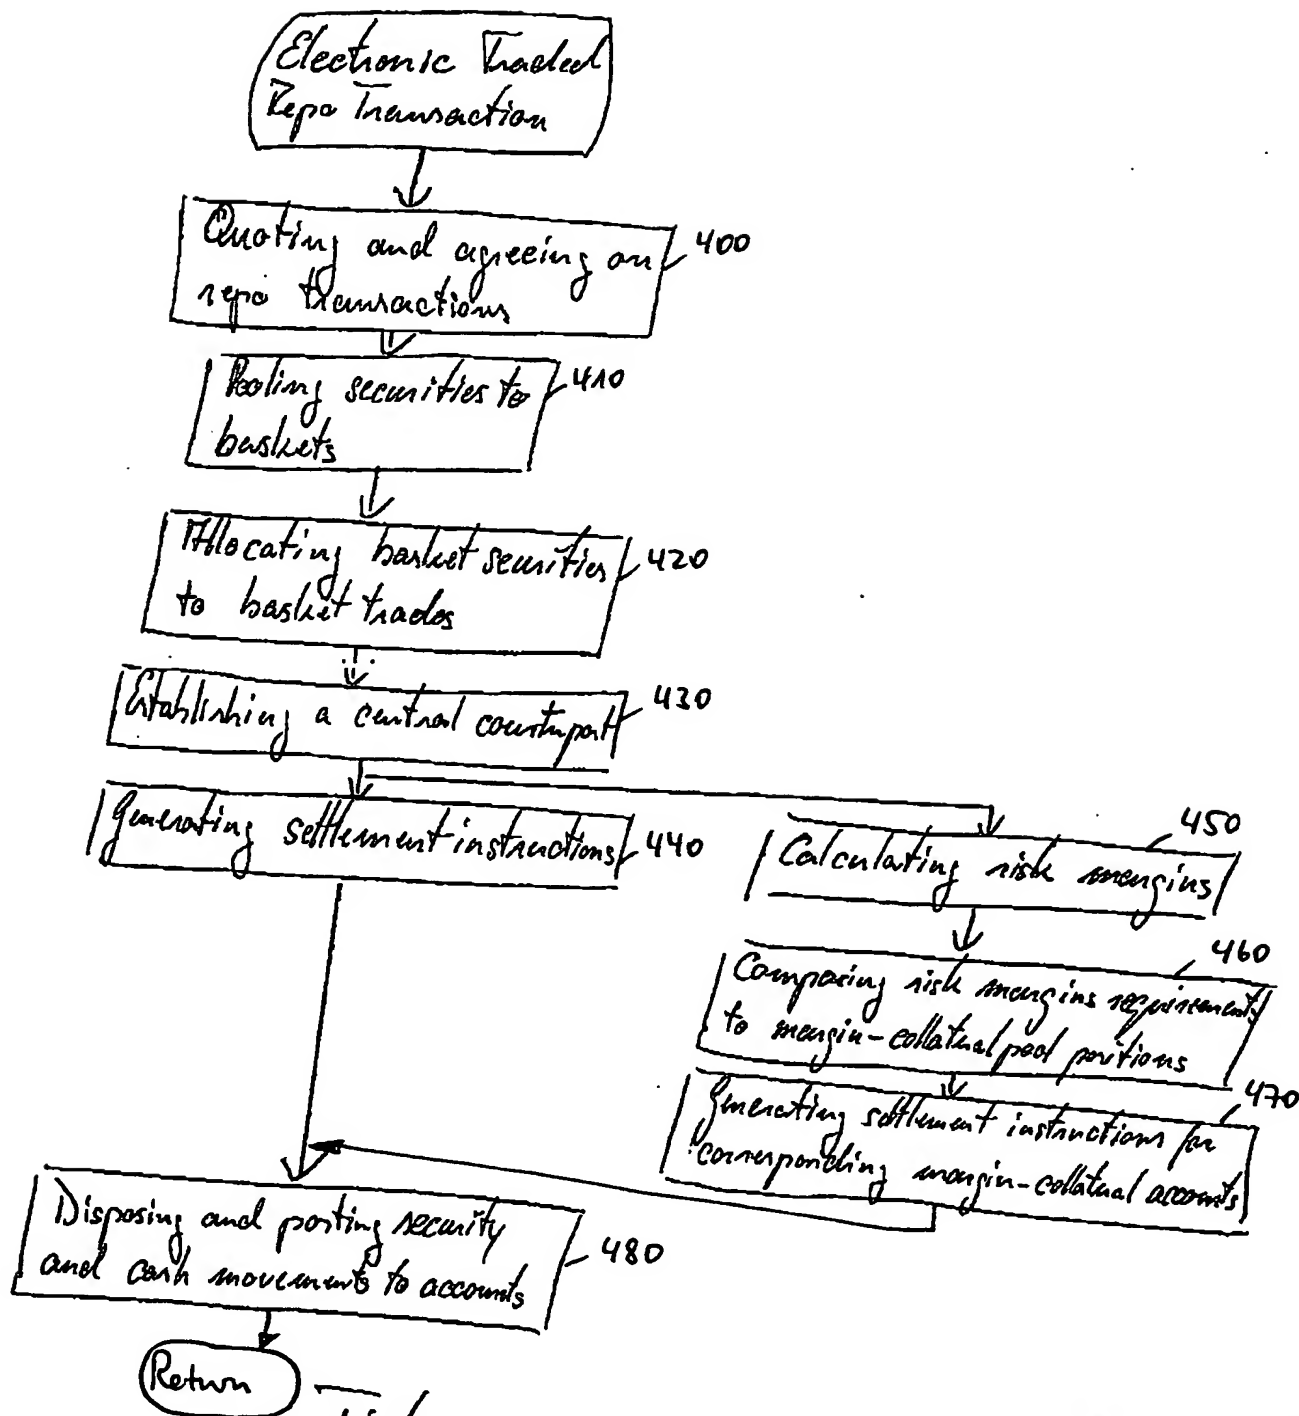 Electronic Traded
Repo Transaction
Quoting and agreeing on
repo transactions
400
Pooling securities to
baskets
410
Allocating basket securities
to basket trades
420
Establishing a central counterpart
430
Generating settlement instructions
440
Calculating risk margins
450
Comparing risk margins requirements
to margin-collateral pool positions
460
Generating settlement instructions for
corresponding margin-collateral accounts
470
Disposing and posting security
and cash movements to accounts
480
Return